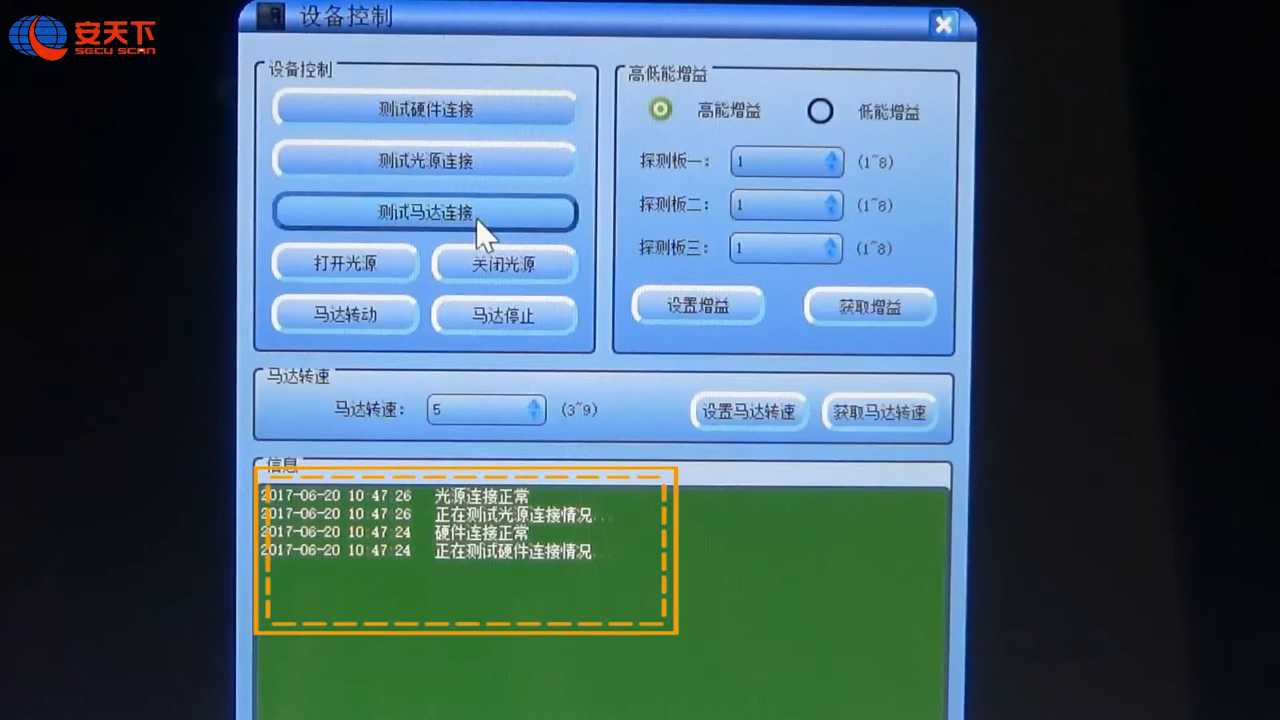 安天下
SECU SCAN
设备控制
设备控制
测试硬件连接
测试光源连接
测试马达连接
打开光源
关闭光源
马达转动
马达停止
高低能增益
高能增益
低能增益
探测板一: 1 (1~8)
探测板二: 1 (1~8)
探测板三: 1 (1~8)
设置增益
获取增益
马达转速
马达转速: 5 (3~9)
设置马达转速
获取马达转速
信息
2017-06-20 10:47:26 光源连接正常
2017-06-20 10:47:26 正在测试光源连接情况...
2017-06-20 10:47:24 硬件连接正常
2017-06-20 10:47:24 正在测试硬件连接情况...